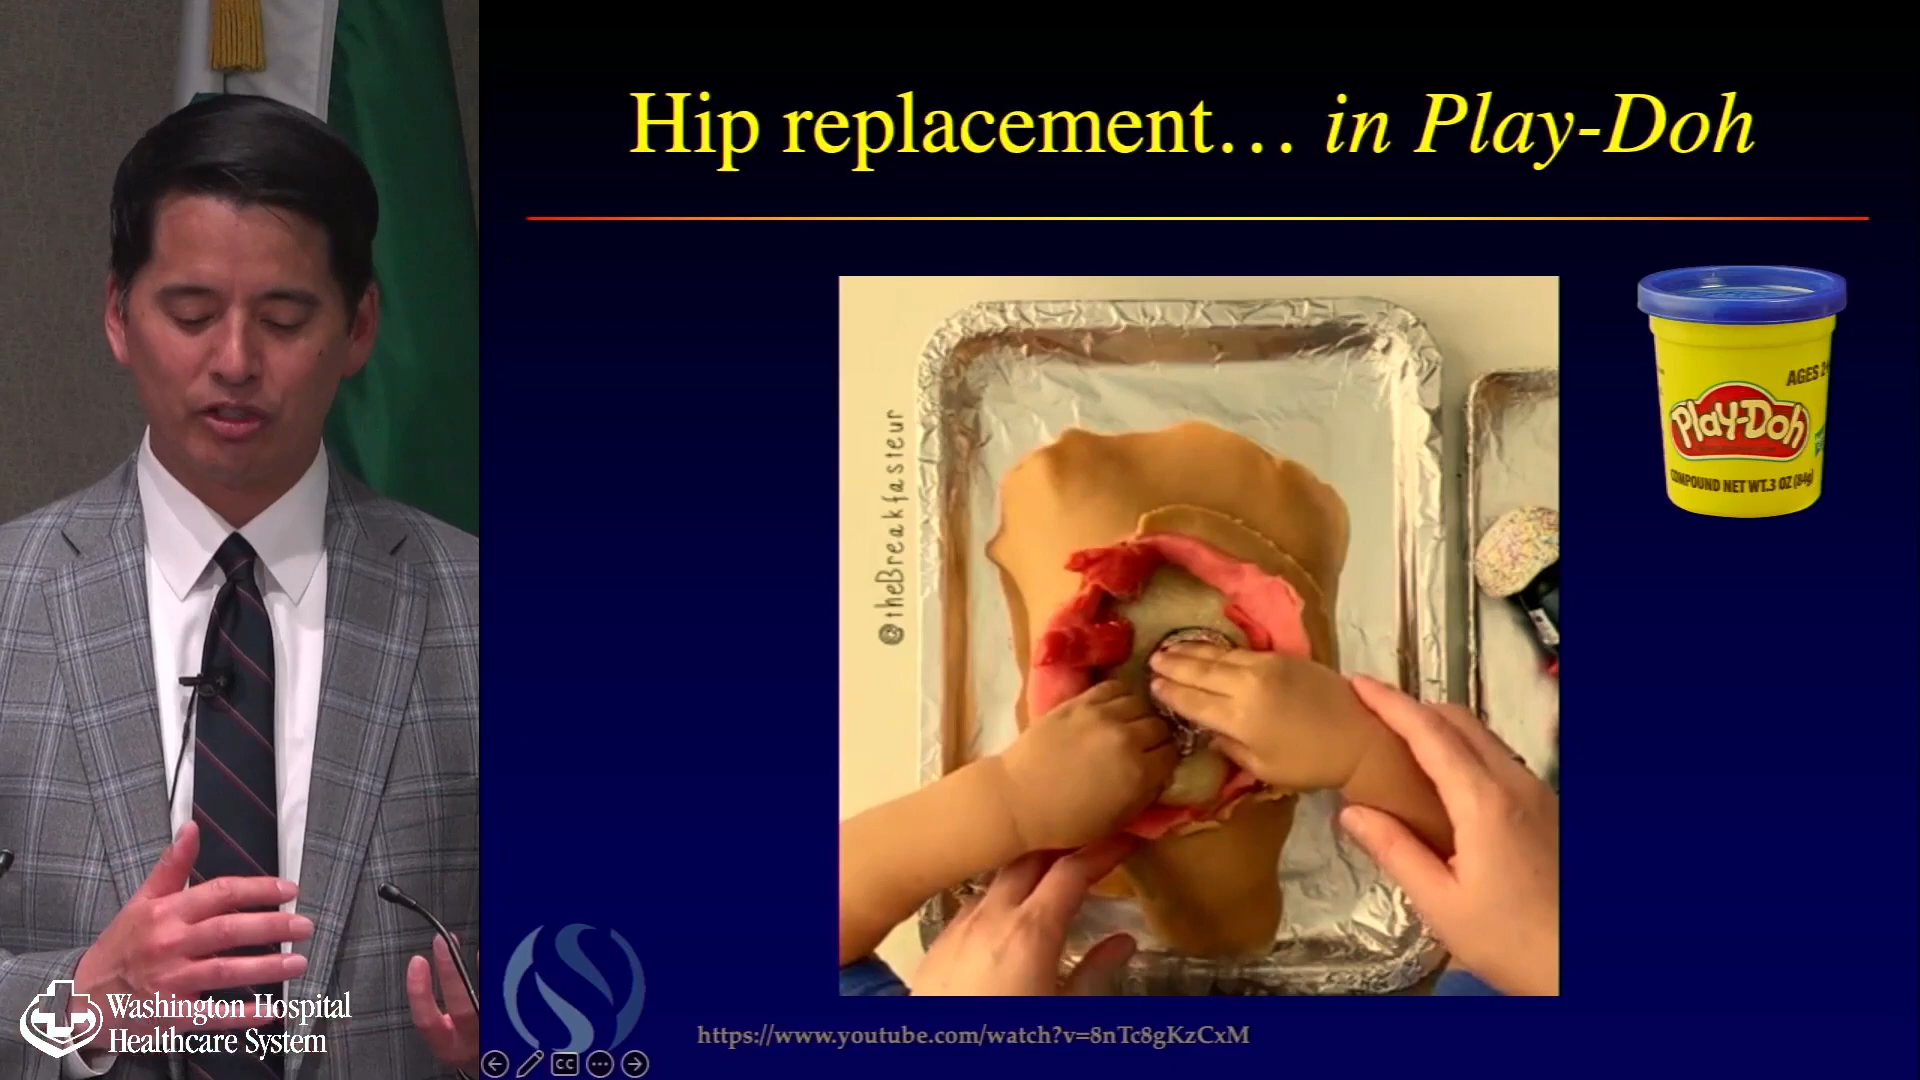 Hip replacement… in Play-Doh
@theBreakfasteur
AGES 2+
Play-Doh
COMPOUND NET WT.3 OZ (84g)
https://www.youtube.com/watch?v=8nTc8gKzCxM
Washington Hospital
Healthcare System
CC